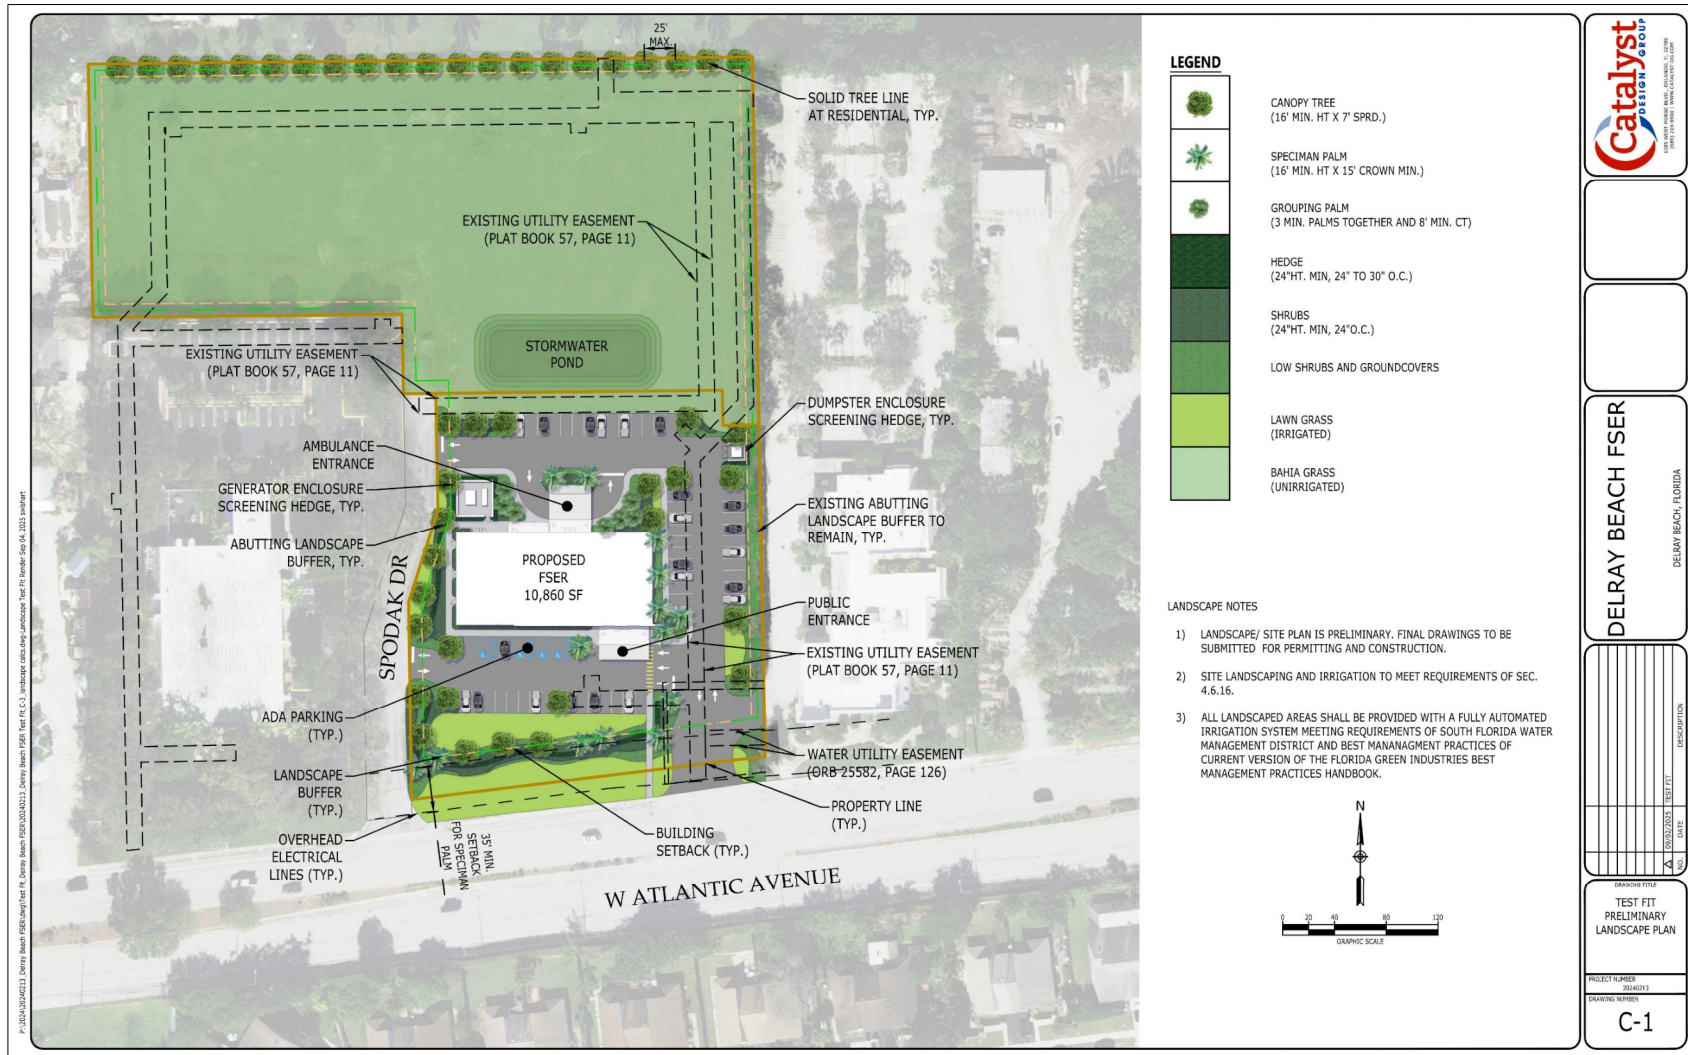 25'
MAX.
SOLID TREE LINE
AT RESIDENTIAL, TYP.
EXISTING UTILITY EASEMENT
(PLAT BOOK 57, PAGE 11)
STORMWATER
POND
EXISTING UTILITY EASEMENT
(PLAT BOOK 57, PAGE 11)
DUMPSTER ENCLOSURE
SCREENING HEDGE, TYP.
AMBULANCE
ENTRANCE
GENERATOR ENCLOSURE
SCREENING HEDGE, TYP.
EXISTING ABUTTING
LANDSCAPE BUFFER TO
REMAIN, TYP.
ABUTTING LANDSCAPE
BUFFER, TYP.
PROPOSED
FSER
10,860 SF
SPODAK DR
PUBLIC
ENTRANCE
EXISTING UTILITY EASEMENT
(PLAT BOOK 57, PAGE 11)
ADA PARKING
(TYP.)
WATER UTILITY EASEMENT
(ORB 25582, PAGE 126)
LANDSCAPE
BUFFER
(TYP.)
PROPERTY LINE
(TYP.)
OVERHEAD
ELECTRICAL
LINES (TYP.)
35' MIN.
SETBACK
FOR SPECIMAN
PALM
BUILDING
SETBACK (TYP.)
W ATLANTIC AVENUE
LEGEND
CANOPY TREE
(16' MIN. HT X 7' SPRD.)
SPECIMAN PALM
(16' MIN. HT X 15' CROWN MIN.)
GROUPING PALM
(3 MIN. PALMS TOGETHER AND 8' MIN. CT)
HEDGE
(24"HT. MIN, 24" TO 30" O.C.)
SHRUBS
(24"HT. MIN, 24"O.C.)
LOW SHRUBS AND GROUNDCOVERS
LAWN GRASS
(IRRIGATED)
BAHIA GRASS
(UNIRRIGATED)
LANDSCAPE NOTES
1) LANDSCAPE/ SITE PLAN IS PRELIMINARY. FINAL DRAWINGS TO BE
SUBMITTED FOR PERMITTING AND CONSTRUCTION.
2) SITE LANDSCAPING AND IRRIGATION TO MEET REQUIREMENTS OF SEC.
4.6.16.
3) ALL LANDSCAPED AREAS SHALL BE PROVIDED WITH A FULLY AUTOMATED
IRRIGATION SYSTEM MEETING REQUIREMENTS OF SOUTH FLORIDA WATER
MANAGEMENT DISTRICT AND BEST MANANAGMENT PRACTICES OF
CURRENT VERSION OF THE FLORIDA GREEN INDUSTRIES BEST
MANAGEMENT PRACTICES HANDBOOK.
N
0 20 40 80 120
GRAPHIC SCALE
Catalyst
DESIGN GROUP
DELRAY BEACH FSER
DELRAY BEACH, FLORIDA
09/02/2025 TEST FIT
NO. DATE DESCRIPTION
DRAWING TITLE
TEST FIT
PRELIMINARY
LANDSCAPE PLAN
PROJECT NUMBER
20240213
DRAWING NUMBER
C-1